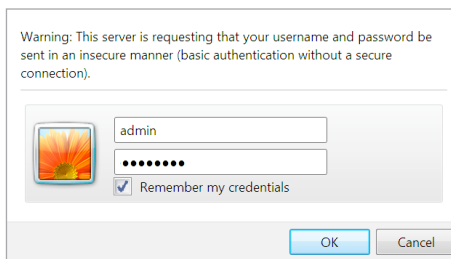 Warning: This server is requesting that your username and password be
sent in an insecure manner (basic authentication without a secure
connection).
admin
●●●●●●●●
Remember my credentials
OK
Cancel